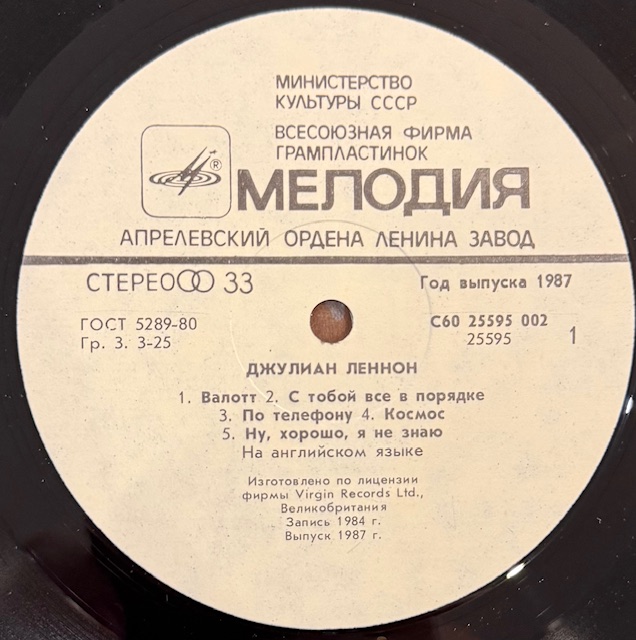 МИНИСТЕРСТВО
КУЛЬТУРЫ СССР
ВСЕСОЮЗНАЯ ФИРМА
ГРАМПЛАСТИНОК
®
МЕЛОДИЯ
АПРЕЛЕВСКИЙ ОРДЕНА ЛЕНИНА ЗАВОД
СТЕРЕО 33
Год выпуска 1987
ГОСТ 5289-80
Гр. 3. 3-25
С60 25595 002
25595
1
ДЖУЛИАН ЛЕННОН
1. Валотт 2. С тобой все в порядке
3. По телефону 4. Космос
5. Ну, хорошо, я не знаю
На английском языке
Изготовлено по лицензии
фирмы Virgin Records Ltd.,
Великобритания
Запись 1984 г.
Выпуск 1987 г.